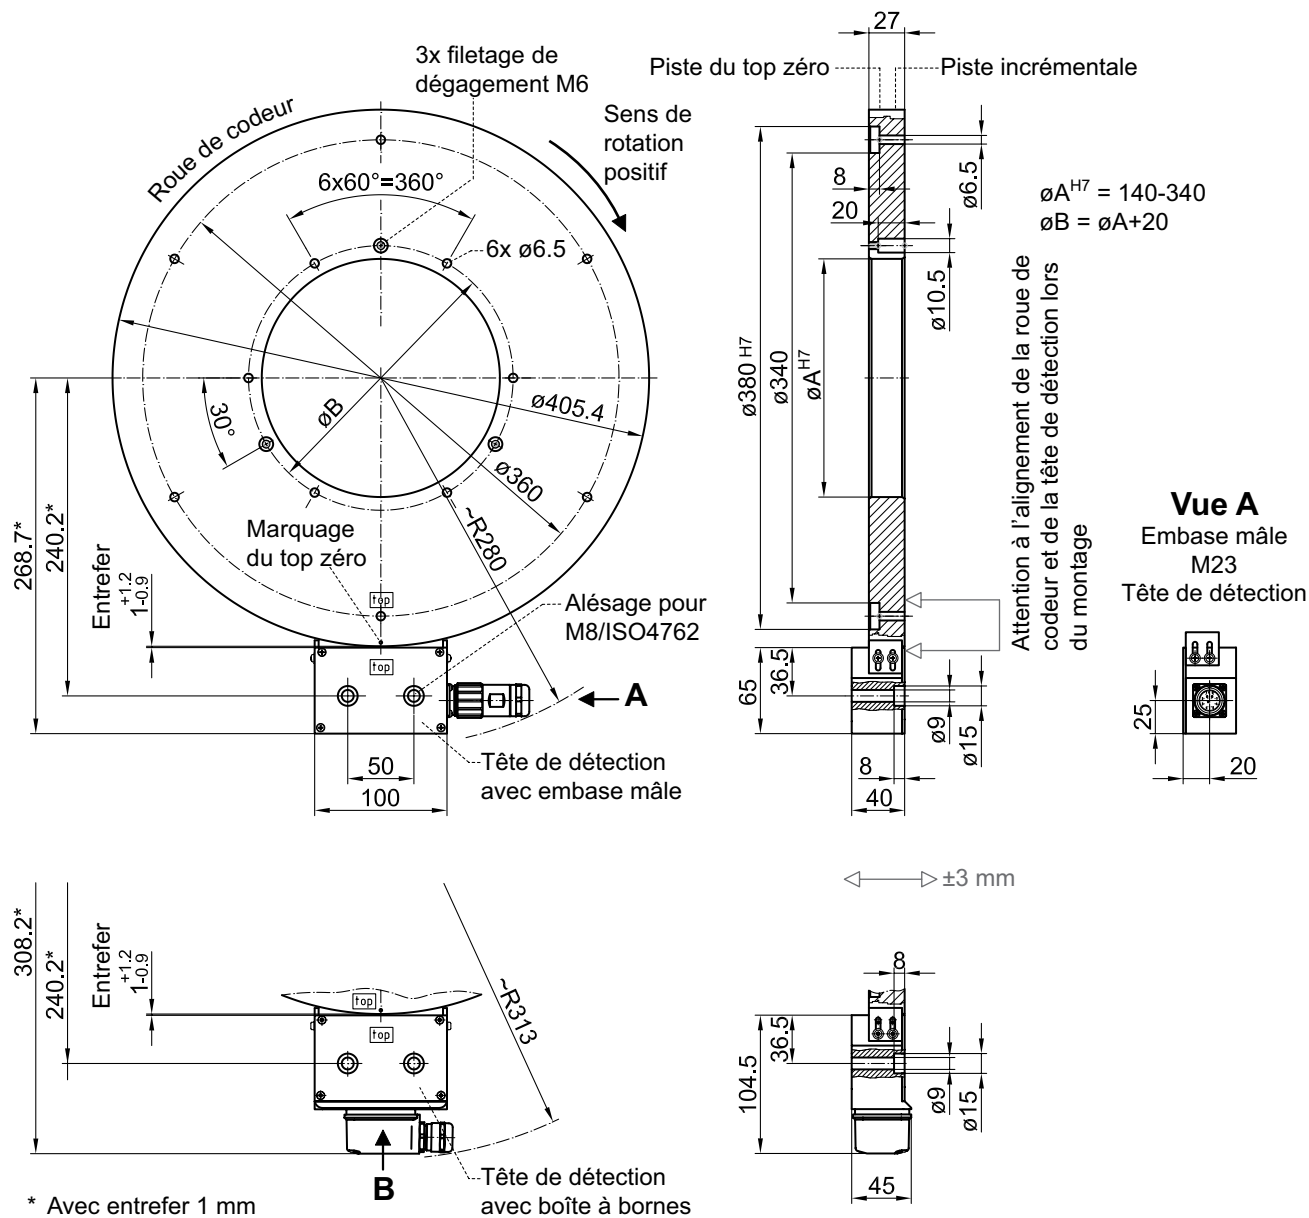 3x filetage de
dégagement M6
Roue de codeur
Sens de
rotation
positif
6x60°=360°
6x ø6.5
30°
øB
ø405.4
ø360
~R280
268.7*
240.2*
Entrefer
+1.2
1-0.9
Marquage
du top zéro
top
top
Alésage pour
M8/ISO4762
A
50
100
Tête de détection
avec embase mâle
27
Piste du top zéro
Piste incrémentale
8
20
ø6.5
ø10.5
ø380 H7
ø340
øAH7
øAH7 = 140-340
øB = øA+20
Attention à l'alignement de la roue de
codeur et de la tête de détection lors
du montage
65
36.5
ø9
ø15
8
40
Vue A
Embase mâle
M23
Tête de détection
25
20
±3 mm
308.2*
240.2*
Entrefer
+1.2
1-0.9
top
top
~R313
B
Tête de détection
avec boîte à bornes
8
104.5
36.5
ø9
ø15
45
* Avec entrefer 1 mm